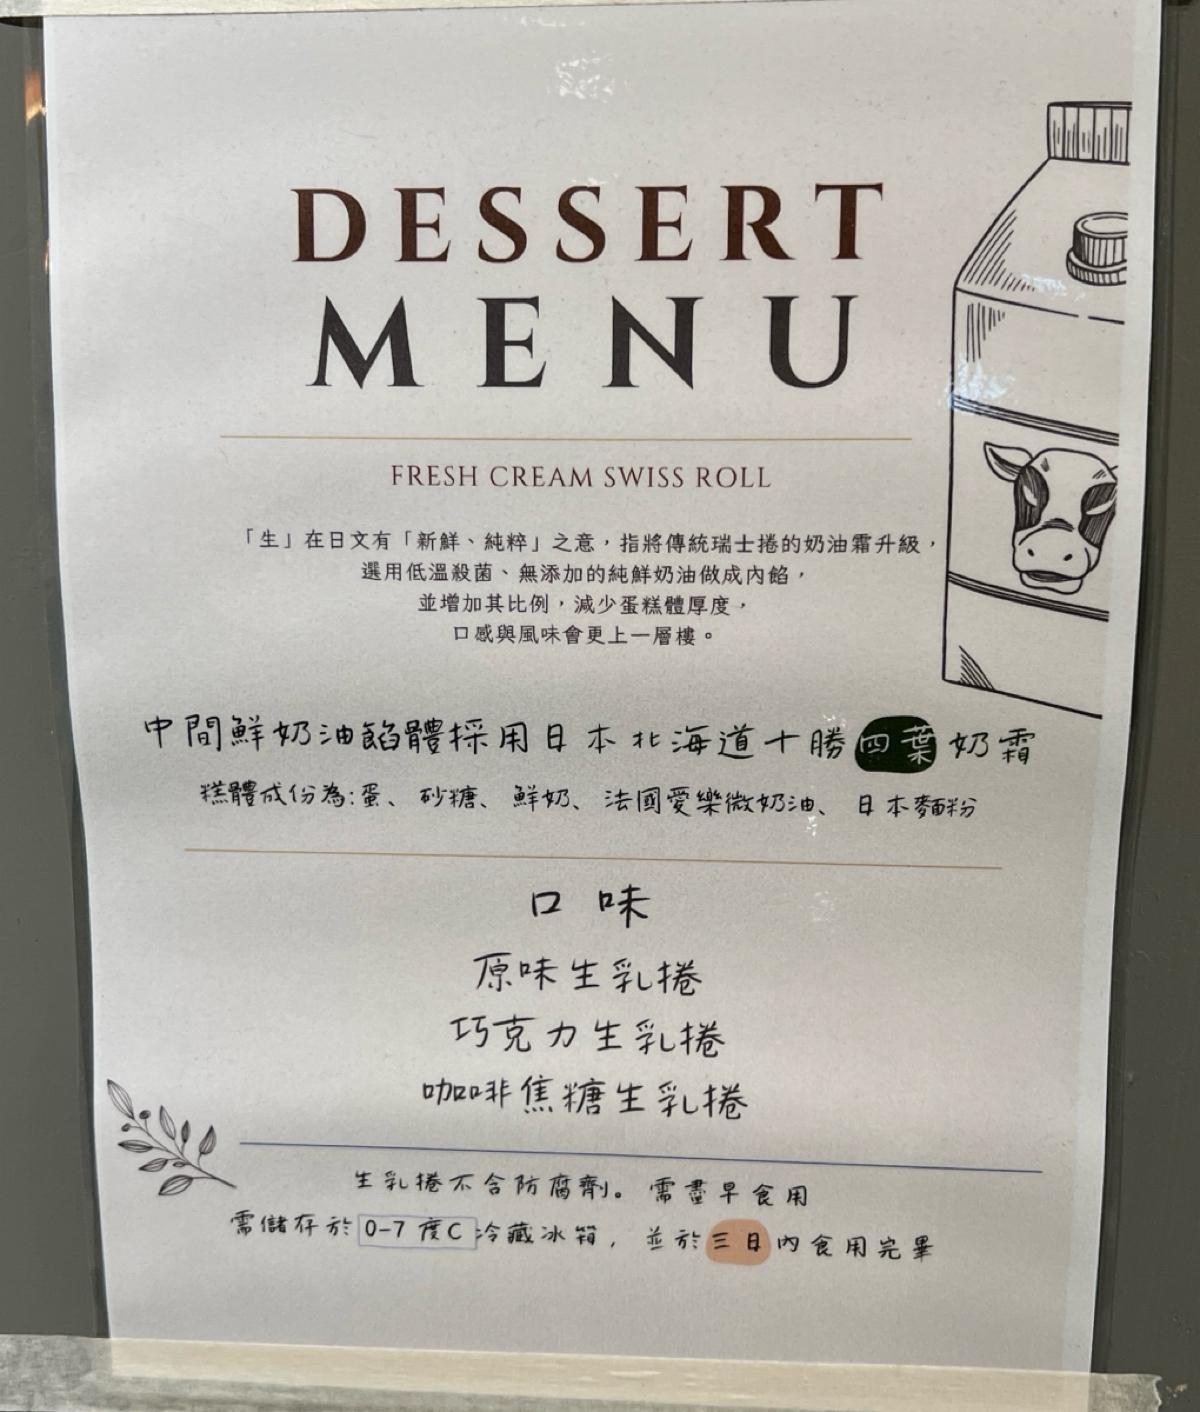 DESSERT
MENU
FRESH CREAM SWISS ROLL
「生」在日文有「新鮮、純粹」之意，指將傳統瑞士捲的奶油霜升級，
選用低溫殺菌、無添加的純鮮奶油做成內餡，
並增加其比例，減少蛋糕體厚度，
口感與風味會更上一層樓。
中間鮮奶油餡體採用日本北海道十勝四葉奶霜
糕體成份為:蛋、砂糖、鮮奶、法國愛樂微奶油、日本麵粉
口味
原味生乳捲
巧克力生乳捲
咖啡焦糖生乳捲
生乳捲不含防腐劑。需盡早食用
需儲存於0-7度C冷藏冰箱，並於三日內食用完畢